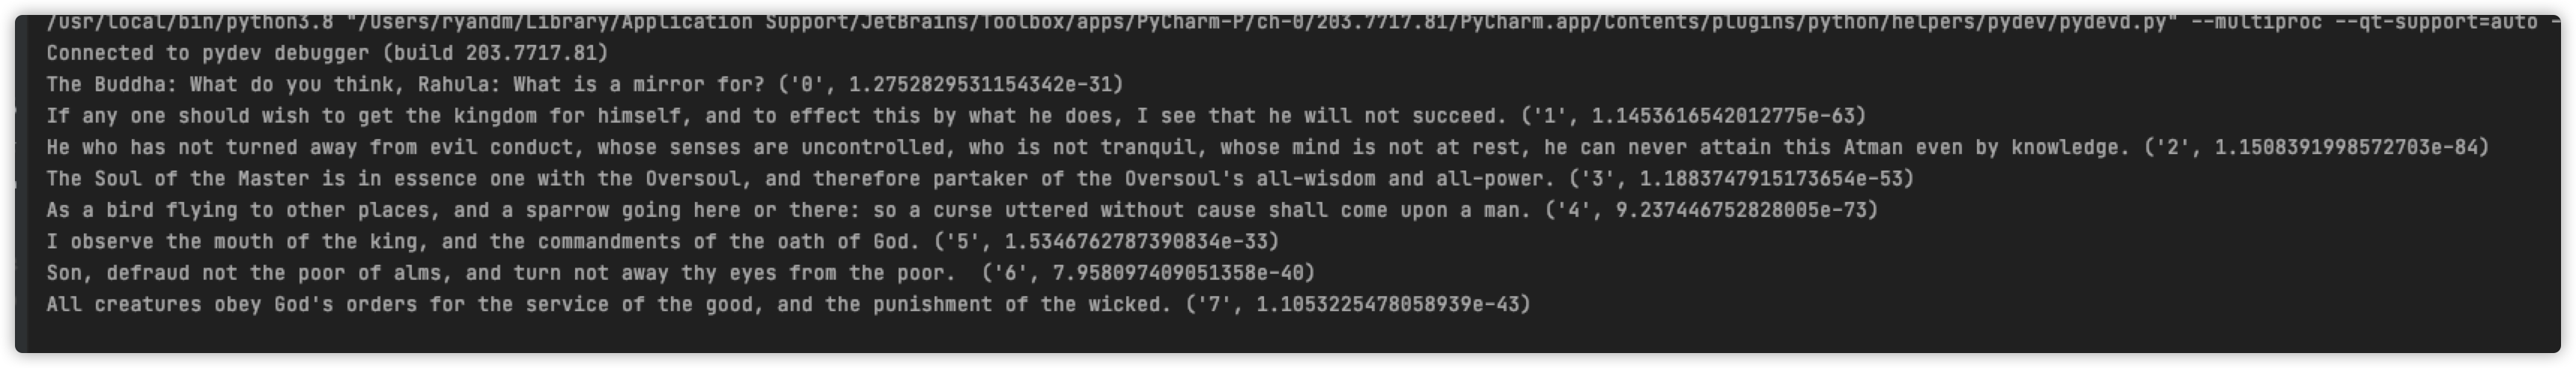 /usr/local/bin/python3.8 "/Users/ryandm/Library/Application Support/JetBrains/Toolbox/apps/PyCharm-P/ch-0/203.7717.81/PyCharm.app/Contents/plugins/python/helpers/pydev/pydevd.py" --multiproc --qt-support=auto -
Connected to pydev debugger (build 203.7717.81)
The Buddha: What do you think, Rahula: What is a mirror for? ('0', 1.2752829531154342e-31)
If any one should wish to get the kingdom for himself, and to effect this by what he does, I see that he will not succeed. ('1', 1.1453616542012775e-63)
He who has not turned away from evil conduct, whose senses are uncontrolled, who is not tranquil, whose mind is not at rest, he can never attain this Atman even by knowledge. ('2', 1.1508391998572703e-84)
The Soul of the Master is in essence one with the Oversoul, and therefore partaker of the Oversoul's all-wisdom and all-power. ('3', 1.1883747915173654e-53)
As a bird flying to other places, and a sparrow going here or there: so a curse uttered without cause shall come upon a man. ('4', 9.237446752828005e-73)
I observe the mouth of the king, and the commandments of the oath of God. ('5', 1.5346762787390834e-33)
Son, defraud not the poor of alms, and turn not away thy eyes from the poor.  ('6', 7.958097409051358e-40)
All creatures obey God's orders for the service of the good, and the punishment of the wicked. ('7', 1.1053225478058939e-43)